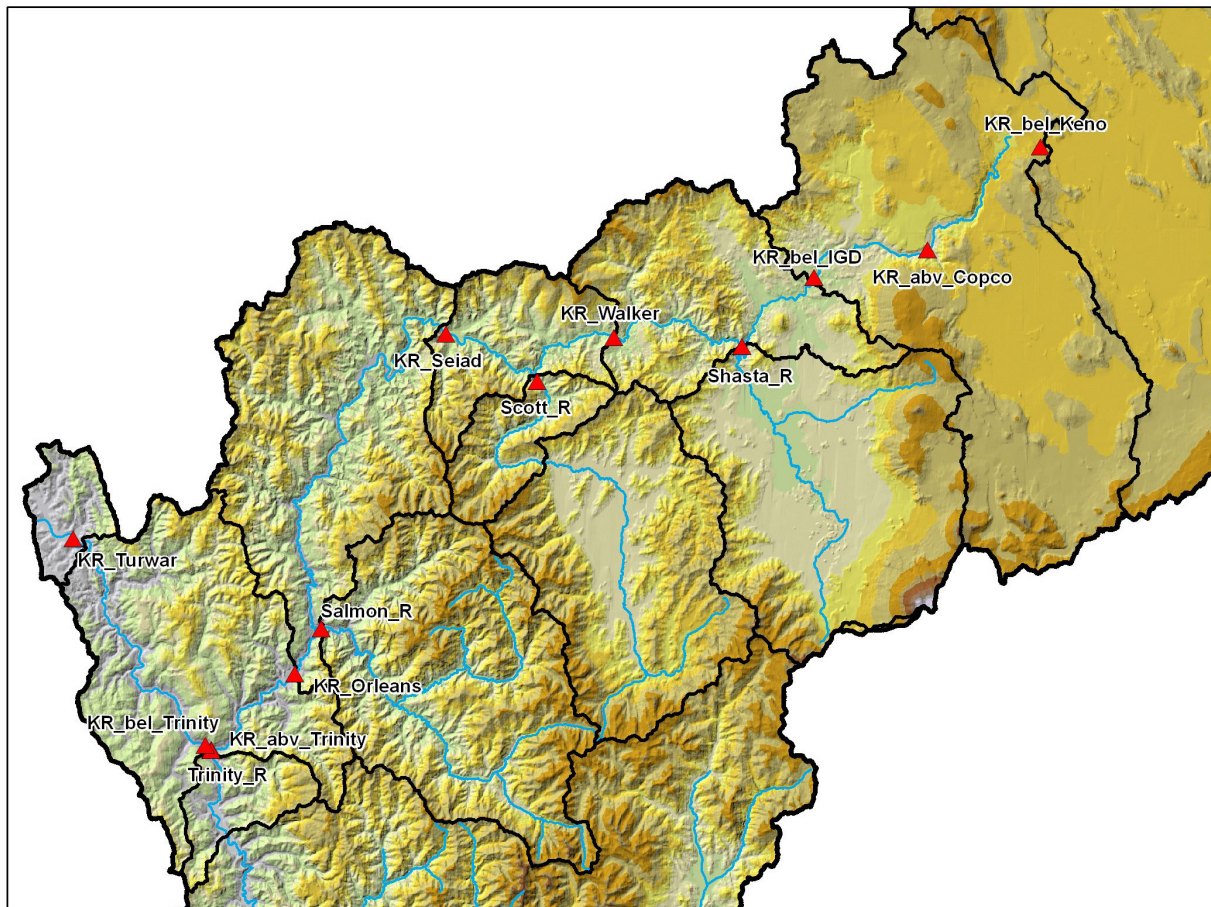 KR_bel_Keno
KR_bel_IGD
KR_abv_Copco
KR_Walker
KR_Seiad
Shasta_R
Scott_R
KR_Turwar
Salmon_R
KR_Orleans
KR_bel_Trinity
KR_abv_Trinity
Trinity_R